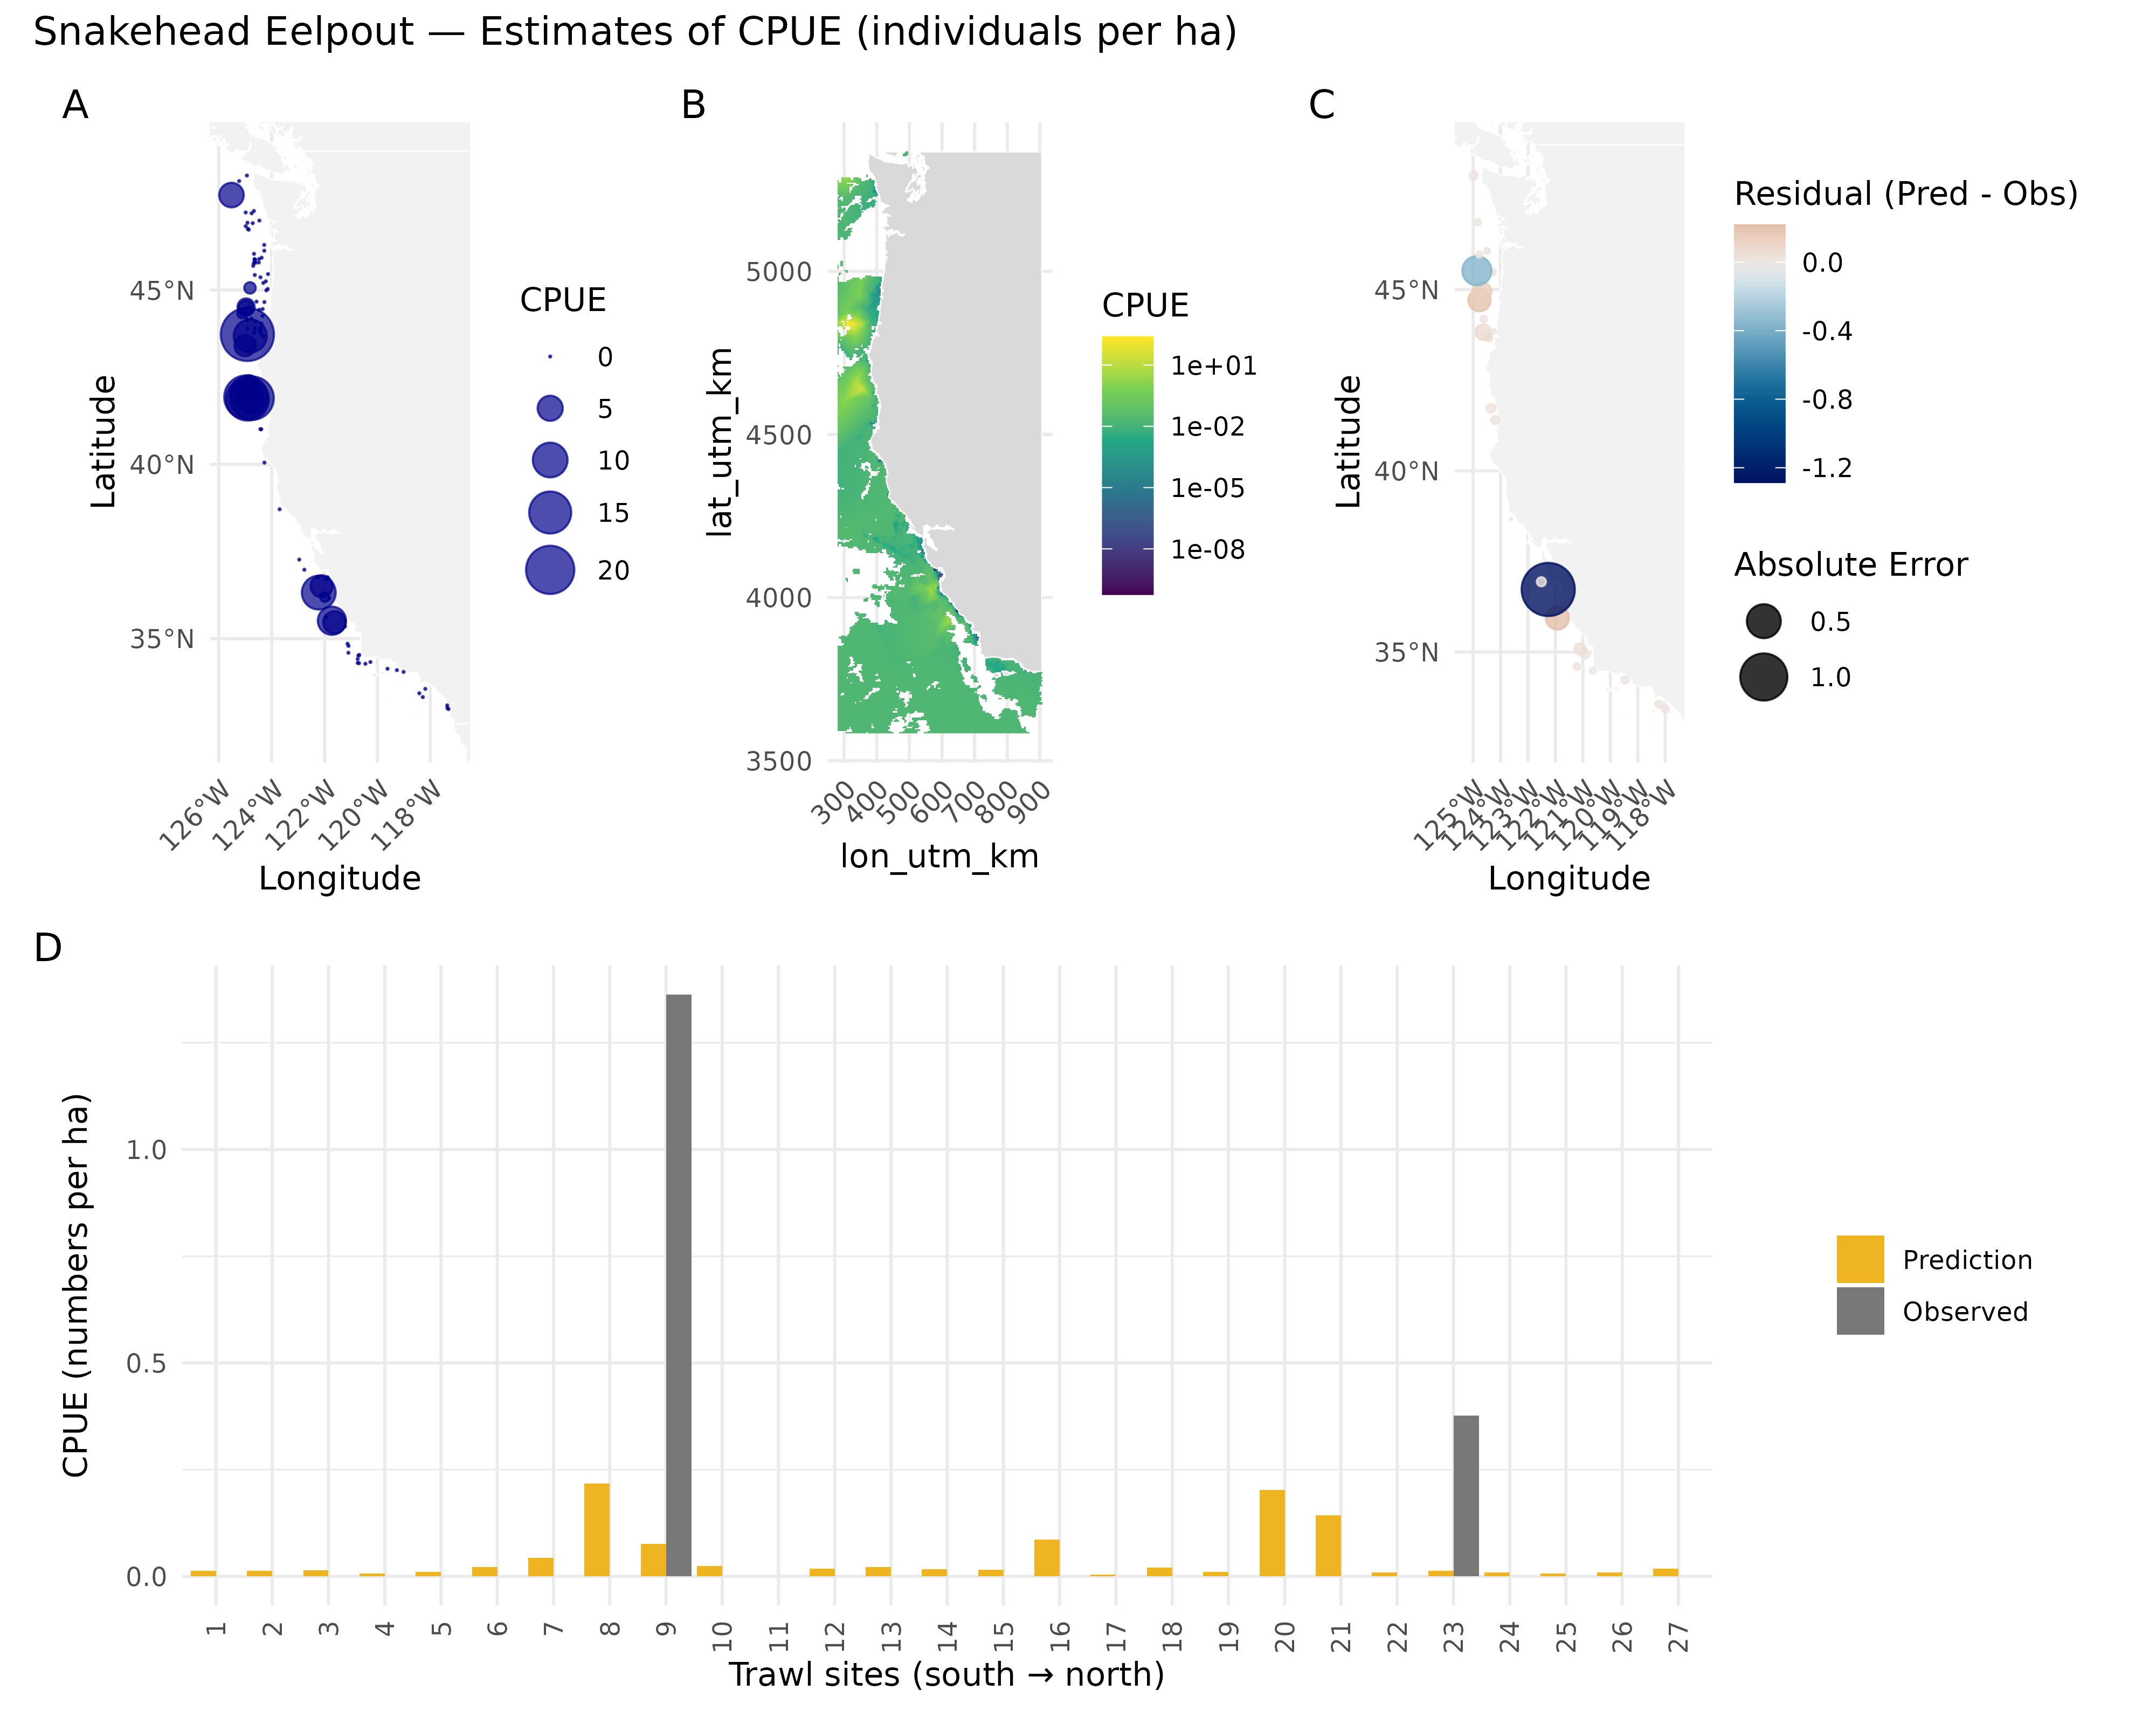 Snakehead Eelpout — Estimates of CPUE (individuals per ha)
A
45°N
40°N
35°N
Latitude
126°W 124°W 122°W 120°W 118°W
Longitude
CPUE
0
5
10
15
20
B
5000
4500
4000
3500
lat_utm_km
300 400 500 600 700 800 900
lon_utm_km
CPUE
1e+01
1e-02
1e-05
1e-08
C
45°N
40°N
35°N
Latitude
125°W 124°W 123°W 122°W 121°W 120°W 119°W 118°W
Longitude
Residual (Pred - Obs)
0.0
-0.4
-0.8
-1.2
Absolute Error
0.5
1.0
D
CPUE (numbers per ha)
1.0
0.5
0.0
1 2 3 4 5 6 7 8 9 10 11 12 13 14 15 16 17 18 19 20 21 22 23 24 25 26 27
Trawl sites (south → north)
Prediction
Observed